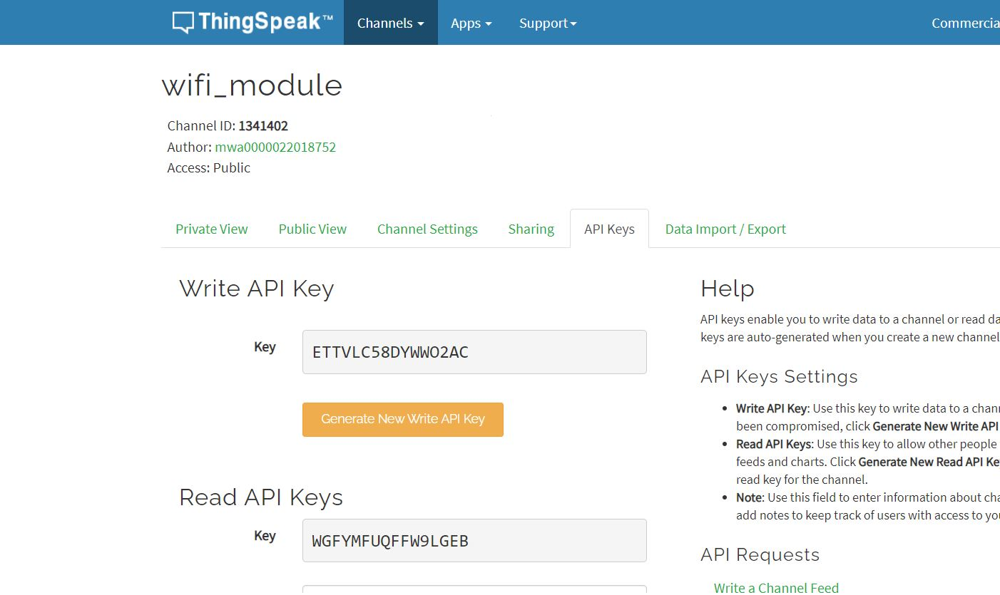 ThingSpeak™ Channels Apps Support Commercia
wifi_module
Channel ID: 1341402
Author: mwa0000022018752
Access: Public
Private View Public View Channel Settings Sharing API Keys Data Import / Export
Write API Key
Key ETTVLC58DYWWO2AC
Generate New Write API Key
Read API Keys
Key WGFYMFUQFFW9LGEB
Help
API keys enable you to write data to a channel or read da
keys are auto-generated when you create a new channel
API Keys Settings
• Write API Key: Use this key to write data to a chan
been compromised, click Generate New Write API
• Read API Keys: Use this key to allow other people
feeds and charts. Click Generate New Read API Ke
read key for the channel.
• Note: Use this field to enter information about cha
add notes to keep track of users with access to you
API Requests
Write a Channel Feed